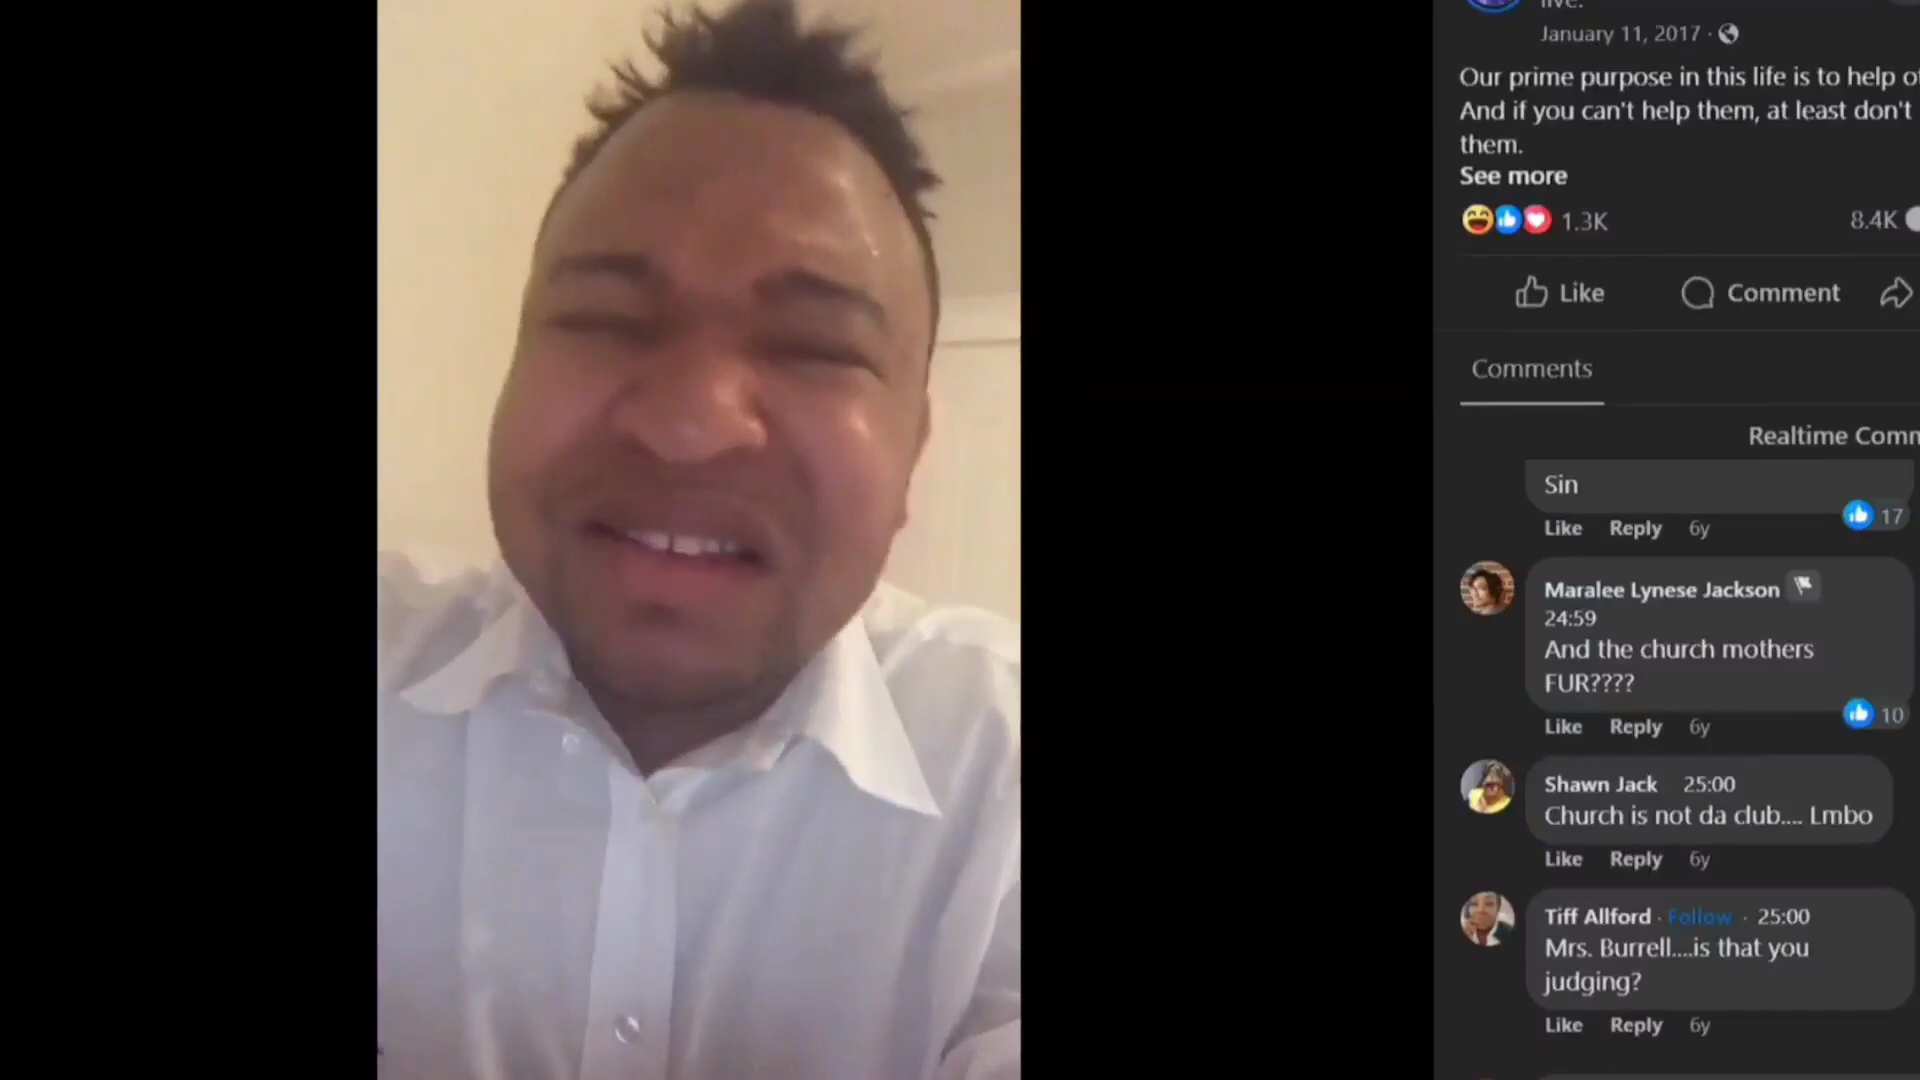 live.
January 11, 2017 ·
Our prime purpose in this life is to help
And if you can't help them, at least don't
them.
See more
1.3K
8.4K
Like
Comment
Comments
Realtime
Sin
17
Like Reply 6y
Maralee Lynese Jackson
24:59
And the church mothers
FUR????
10
Like Reply 6y
Shawn Jack 25:00
Church is not da club.... Lmbo
Like Reply 6y
Tiff Allford · Follow · 25:00
Mrs. Burrell....is that you
judging?
Like Reply 6y